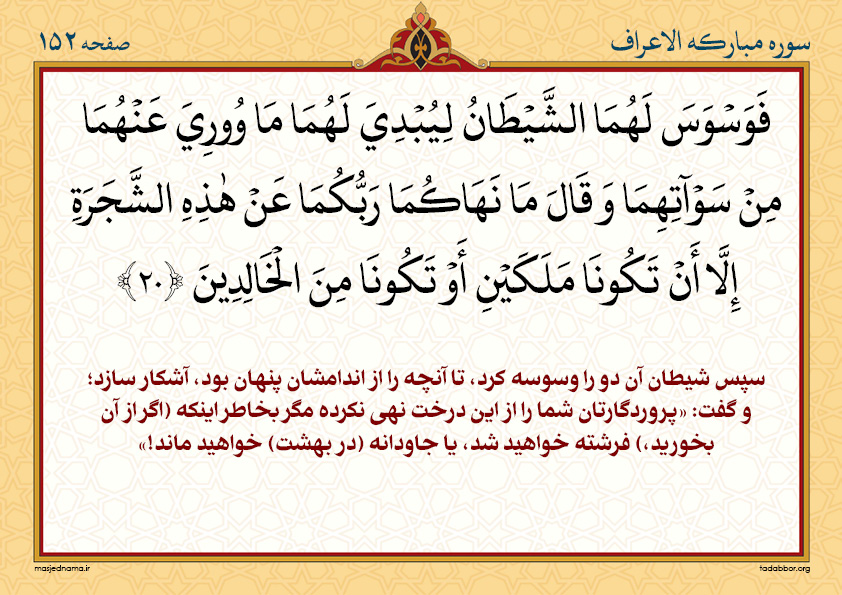 سوره مبارکه الاعراف
صفحه ۱۵۲
فَوَسْوَسَ لَهُمَا الشَّيْطَانُ لِيُبْدِيَ لَهُمَا مَا وُورِيَ عَنْهُمَا
مِنْ سَوْآتِهِمَا وَ قَالَ مَا نَهَاكُمَا رَبُّكُمَا عَنْ هٰذِهِ الشَّجَرَةِ
إِلَّا أَنْ تَكُونَا مَلَكَيْنِ أَوْ تَكُونَا مِنَ الْخَالِدِينَ ﴿۲۰﴾
سپس شیطان آن دو را وسوسه کرد، تا آنچه را از اندامشان پنهان بود، آشکار سازد؛
و گفت: «پروردگارتان شما را از این درخت نهی نکرده مگر بخاطر اینکه (اگر از آن
بخورید،) فرشته خواهید شد، یا جاودانه (در بهشت) خواهید ماند!»
masjednama.ir
tadabbor.org